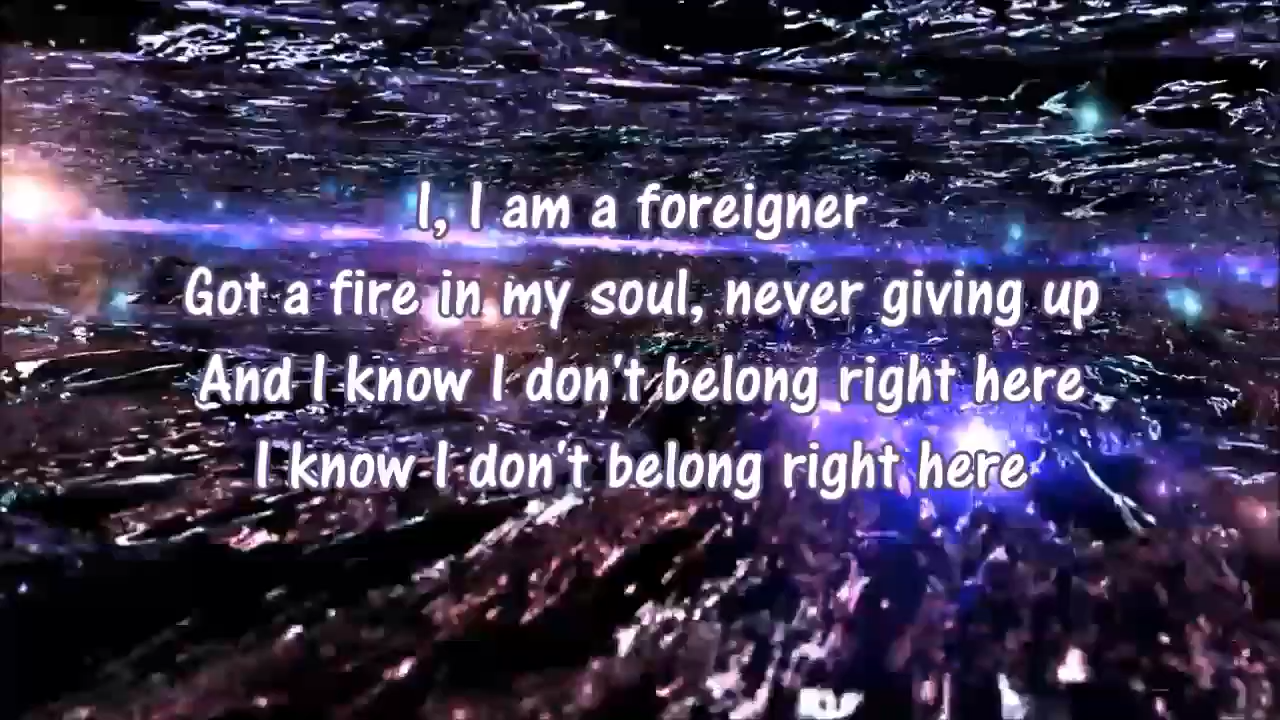 I, I am a foreigner
Got a fire in my soul, never giving up
And I know I don't belong right here
I know I don't belong right here